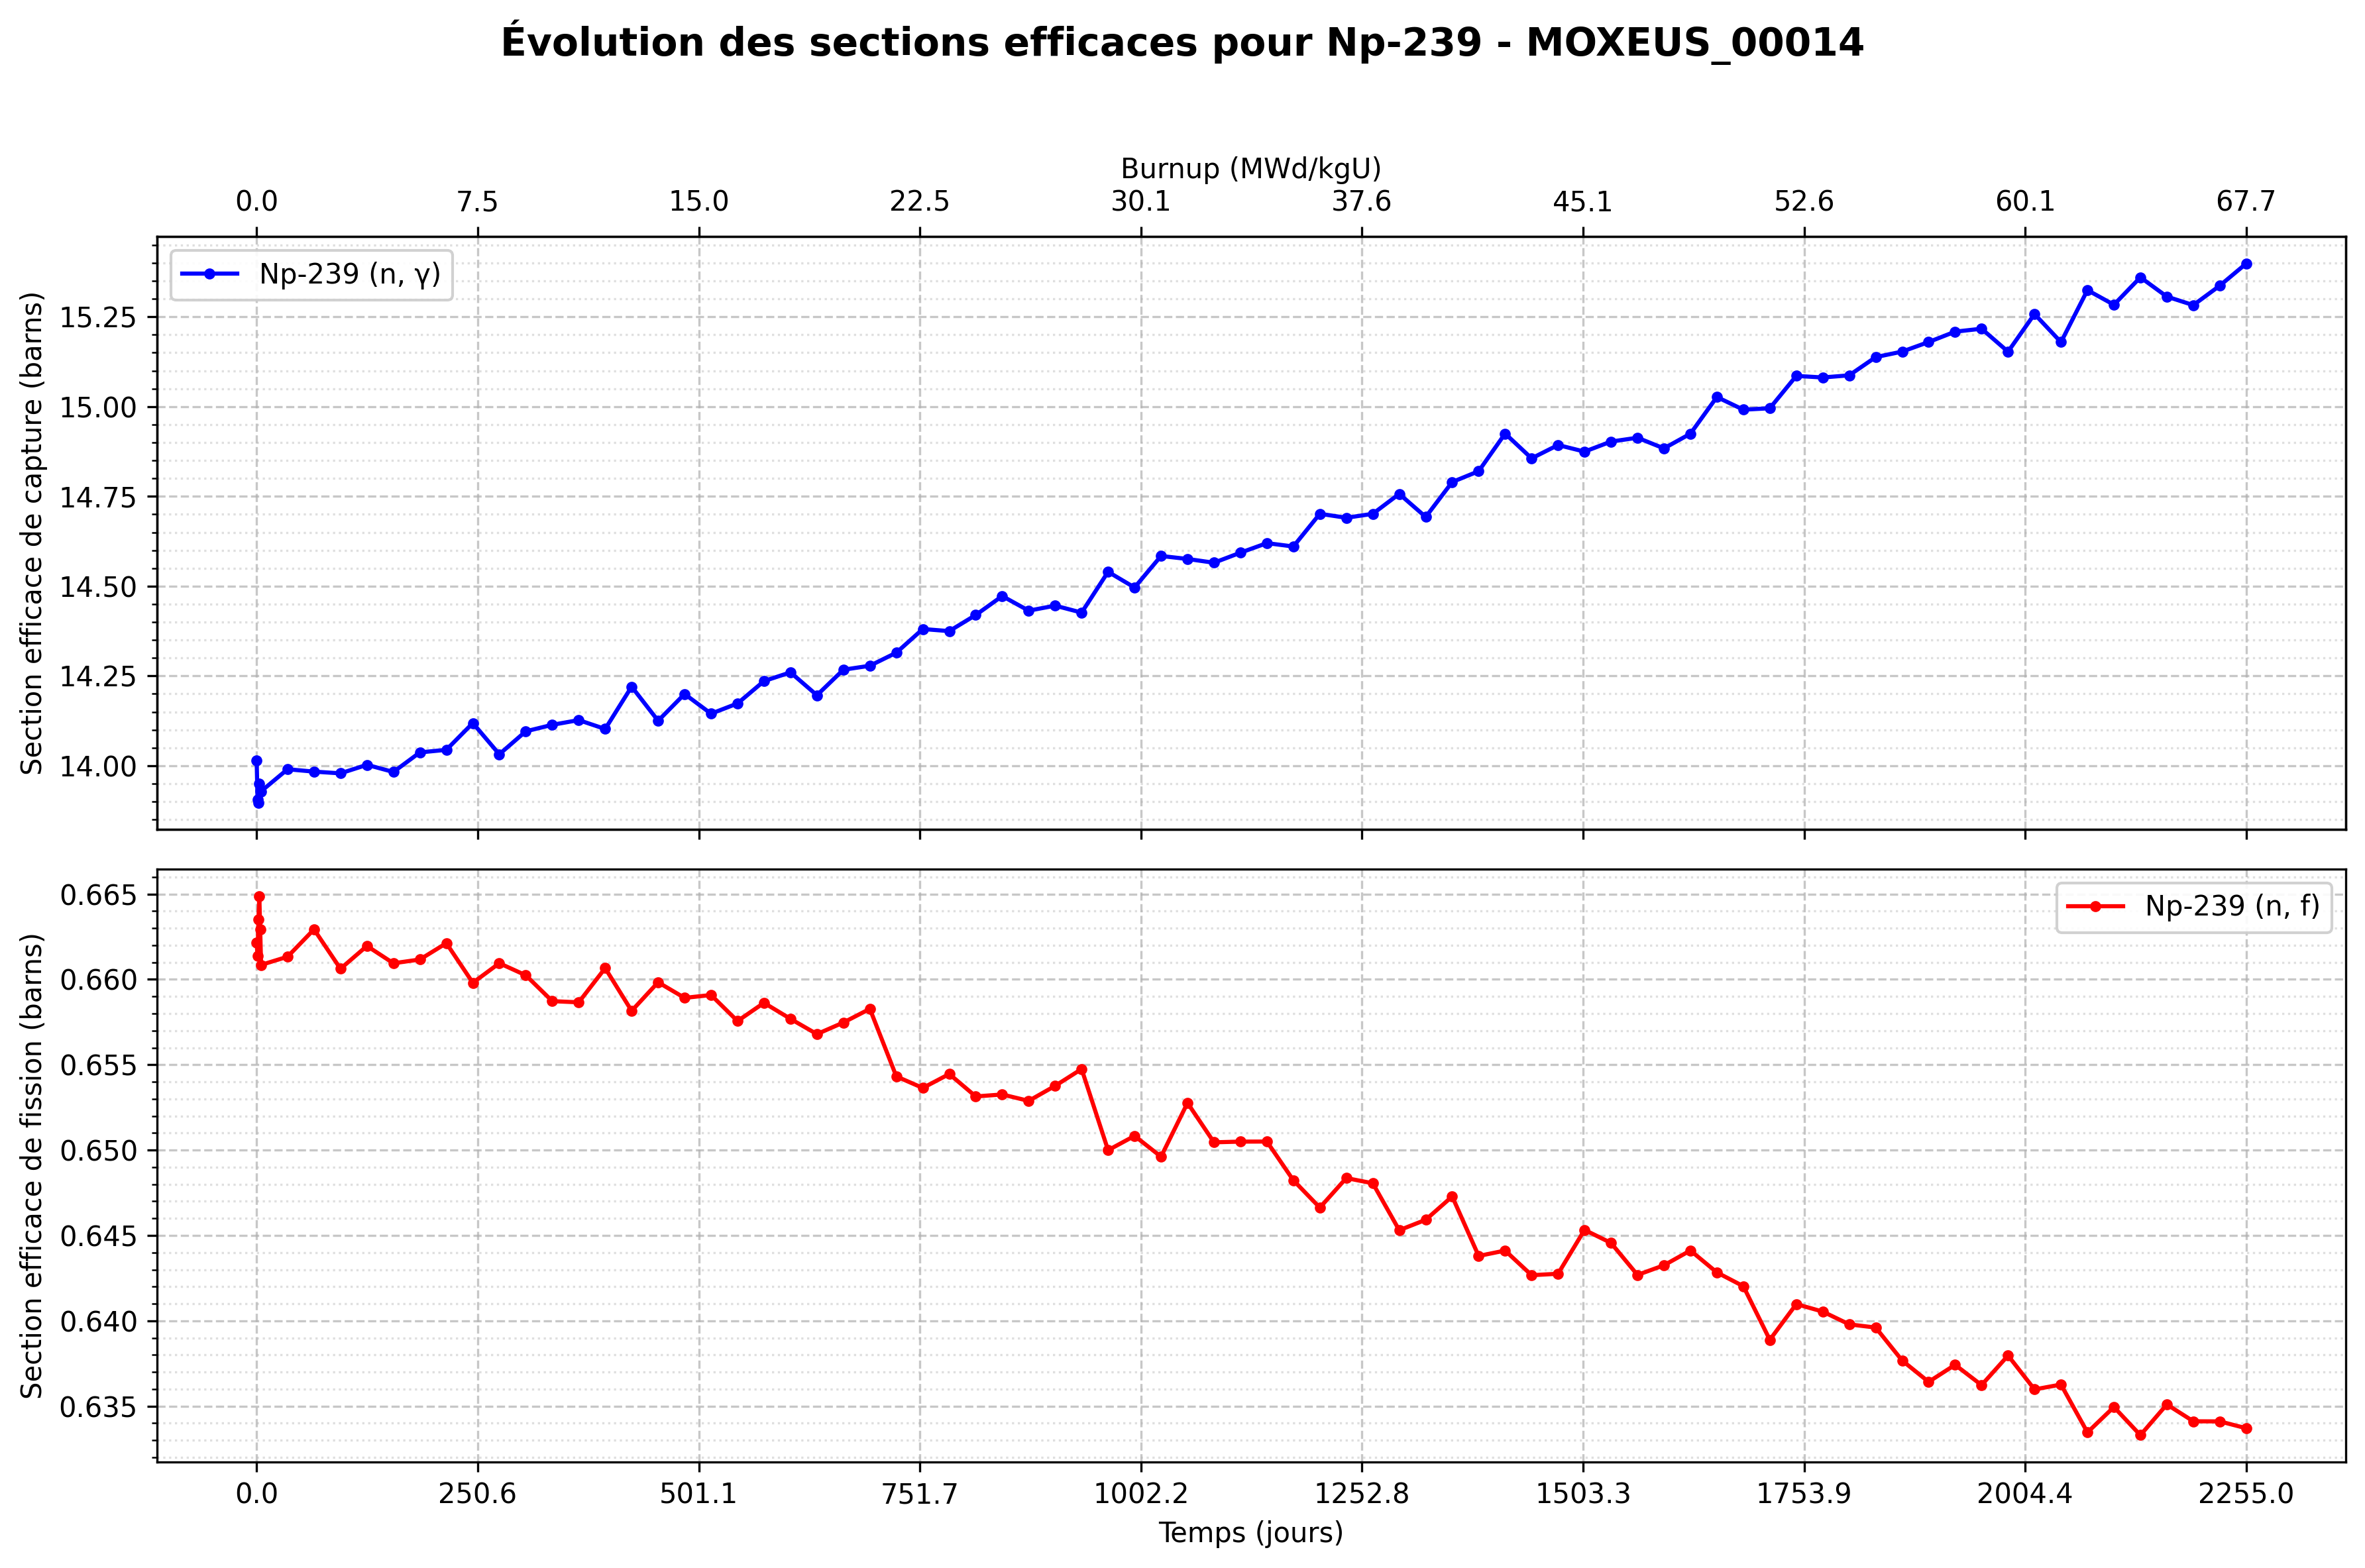 Évolution des sections efficaces pour Np-239 - MOXEUS_00014
Burnup (MWd/kgU)
0.0 7.5 15.0 22.5 30.1 37.6 45.1 52.6 60.1 67.7
Np-239 (n, γ)
Section efficace de capture (barns)
15.25
15.00
14.75
14.50
14.25
14.00
Np-239 (n, f)
Section efficace de fission (barns)
0.665
0.660
0.655
0.650
0.645
0.640
0.635
0.0 250.6 501.1 751.7 1002.2 1252.8 1503.3 1753.9 2004.4 2255.0
Temps (jours)